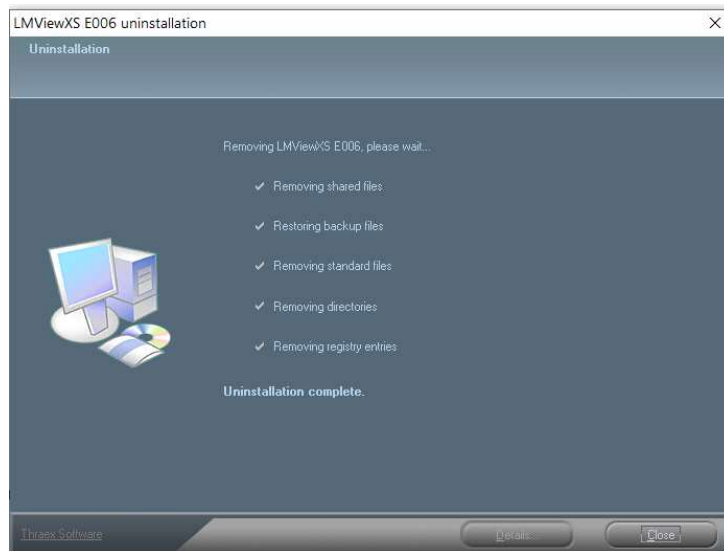 LMViewXS E006 uninstallation
Uninstallation
Removing LMViewXS E006, please wait...
Removing shared files
Restoring backup files
Removing standard files
Removing directories
Removing registry entries
Uninstallation complete.
Thraex Software
Details...
Close